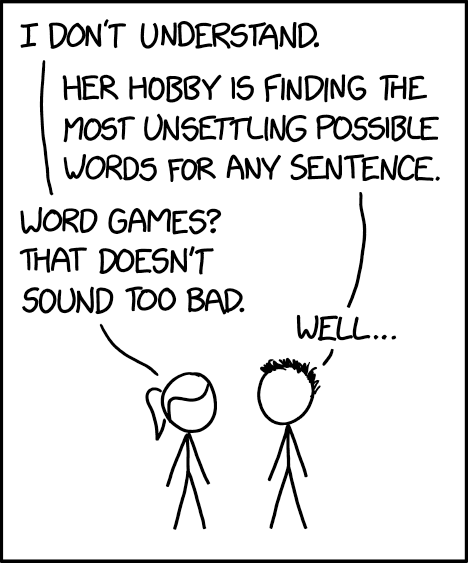 I DON'T UNDERSTAND.
HER HOBBY IS FINDING THE
MOST UNSETTLING POSSIBLE
WORDS FOR ANY SENTENCE.
WORD GAMES?
THAT DOESN'T
SOUND TOO BAD.
WELL...